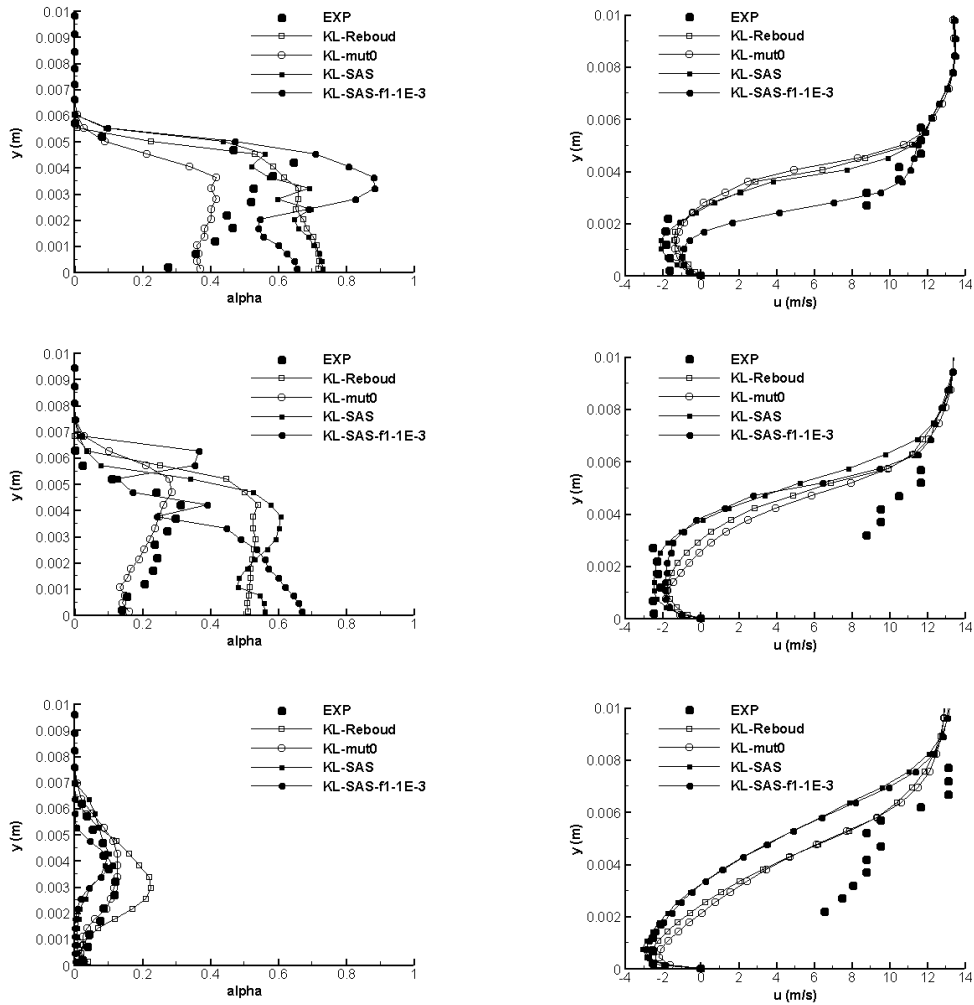 0.01
0.009
0.008
0.007
0.006
0.005
0.004
0.003
0.002
0.001
0
y (m)
0 0.2 0.4 0.6 0.8 1
alpha
EXP
KL-Reboud
KL-mut0
KL-SAS
KL-SAS-f1-1E-3
0.01
0.008
0.006
0.004
0.002
0
y (m)
-4 -2 0 2 4 6 8 10 12 14
u (m/s)
EXP
KL-Reboud
KL-mut0
KL-SAS
KL-SAS-f1-1E-3
0.01
0.009
0.008
0.007
0.006
0.005
0.004
0.003
0.002
0.001
0
y (m)
0 0.2 0.4 0.6 0.8 1
alpha
EXP
KL-Reboud
KL-mut0
KL-SAS
KL-SAS-f1-1E-3
0.01
0.008
0.006
0.004
0.002
0
y (m)
-4 -2 0 2 4 6 8 10 12 14
u (m/s)
EXP
KL-Reboud
KL-mut0
KL-SAS
KL-SAS-f1-1E-3
0.01
0.009
0.008
0.007
0.006
0.005
0.004
0.003
0.002
0.001
0
y (m)
0 0.2 0.4 0.6 0.8 1
alpha
EXP
KL-Reboud
KL-mut0
KL-SAS
KL-SAS-f1-1E-3
0.01
0.008
0.006
0.004
0.002
0
y (m)
-4 -2 0 2 4 6 8 10 12 14
u (m/s)
EXP
KL-Reboud
KL-mut0
KL-SAS
KL-SAS-f1-1E-3